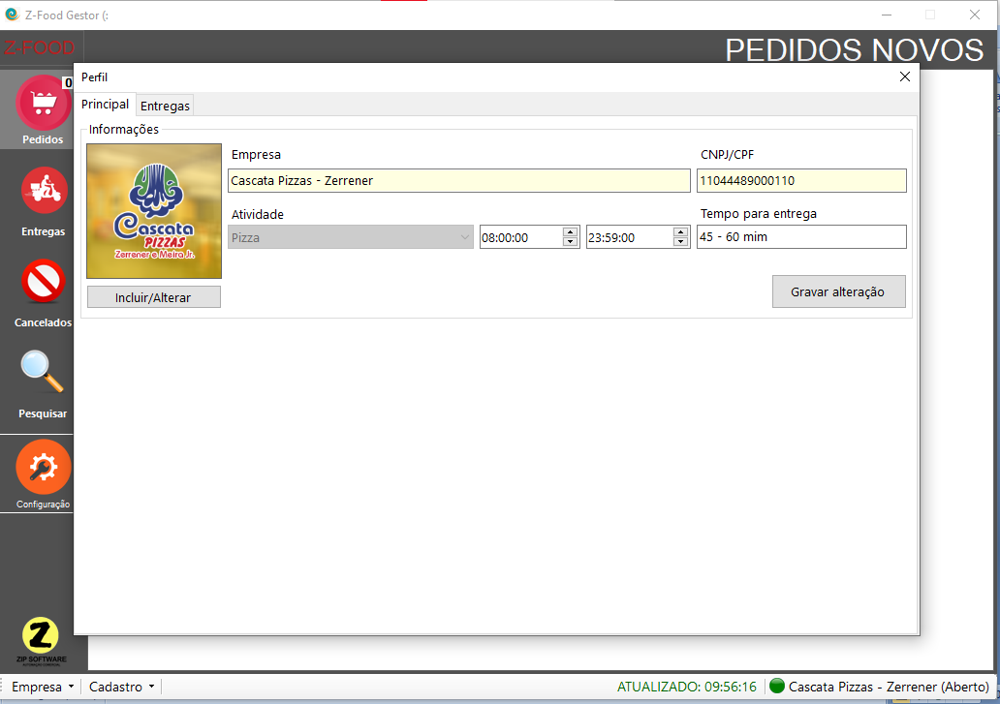 Z-Food Gestor (:
Z-FOOD
PEDIDOS NOVOS
0
Pedidos
Entregas
Cancelados
Pesquisar
Configuração
Z
ZIP SOFTWARE
AUTOMAÇÃO COMERCIAL
Perfil
Principal
Entregas
Informações
Cascata
PIZZAS
Zerrener e Meira Jr.
Incluir/Alterar
Empresa
CNPJ/CPF
Cascata Pizzas - Zerrener
11044489000110
Atividade
Tempo para entrega
Pizza
08:00:00
23:59:00
45 - 60 mim
Gravar alteração
Empresa
Cadastro
ATUALIZADO: 09:56:16
Cascata Pizzas - Zerrener (Aberto)